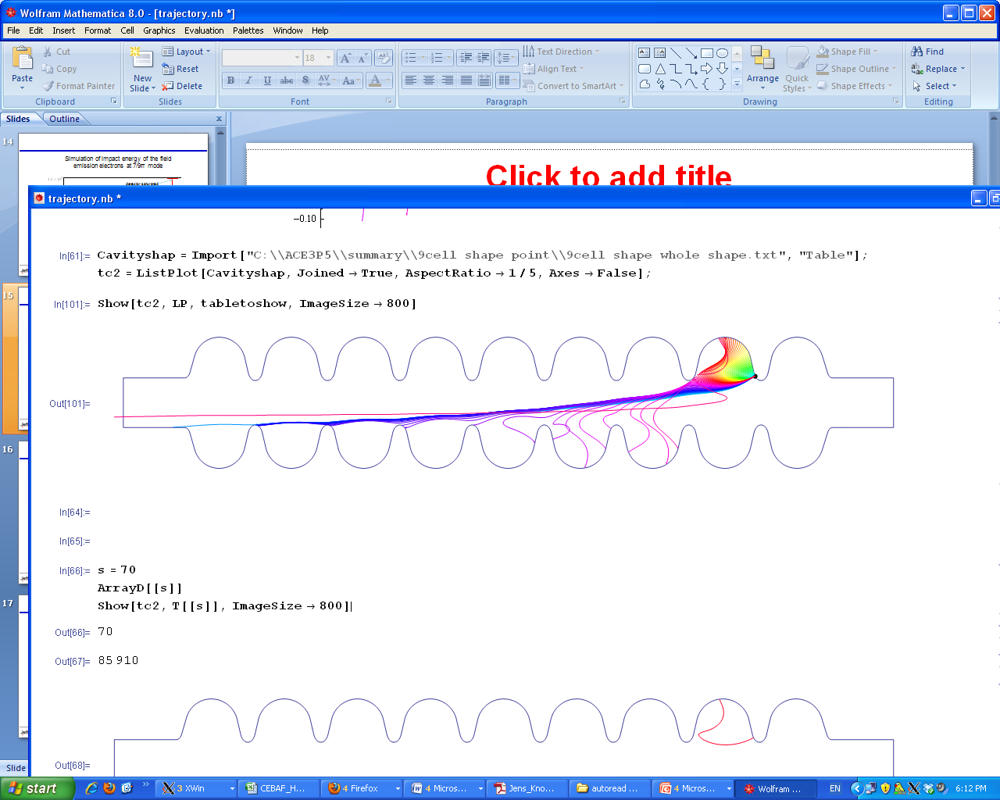 Wolfram Mathematica 8.0 - [trajectory.nb *]
File Edit Insert Format Cell Graphics Evaluation Palettes Window Help
Paste
Cut
Copy
Format Painter
Clipboard
New Slide
Layout
Reset
Delete
Slides
18
B I U abc S AV Aa A
Font
Text Direction
Align Text
Convert to SmartArt
Paragraph
Arrange
Quick Styles
Shape Fill
Shape Outline
Shape Effects
Drawing
Find
Replace
Select
Editing
Slides Outline x
14
Simulation of impact energy of the field
emission electrons at 7/9π mode
detector saturated
15
16
17
Click to add title
trajectory.nb *
-0.10
In[61]:= Cavityshap = Import["C:\\ACE3P5\\summary\\9cell shape point\\9cell shape whole shape.txt", "Table"];
tc2 = ListPlot[Cavityshap, Joined → True, AspectRatio → 1 / 5, Axes → False];
In[101]:= Show[tc2, LP, tabletoshow, ImageSize → 800]
Out[101]=
In[64]:=
In[65]:=
In[66]:= s = 70
ArrayD[[s]]
Show[tc2, T[[s]], ImageSize → 800]
Out[66]= 70
Out[67]= 85 910
Out[68]=
Slide
start
3 XWin
CEBAF_H...
4 Firefox
4 Micros...
Jens_Kno...
autoread ...
4 Micros...
Wolfram ...
EN
6:12 PM